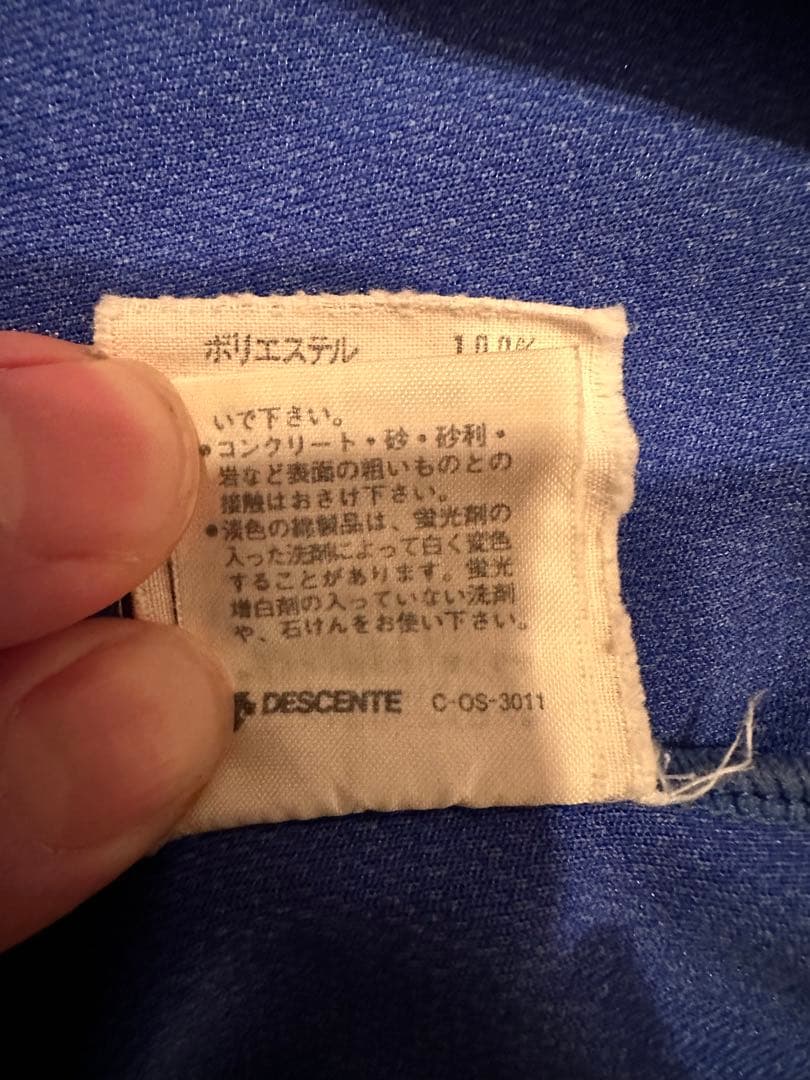 ポリエステル 100%
いで下さい。
●コンクリート・砂・砂利・
岩など表面の粗いものとの
接触はおさけ下さい。
●淡色の綿製品は、蛍光剤の
入った洗剤によって白く変色
することがあります。蛍光
増白剤の入っていない洗剤
や、石けんをお使い下さい。
DESCENTE C-OS-3011